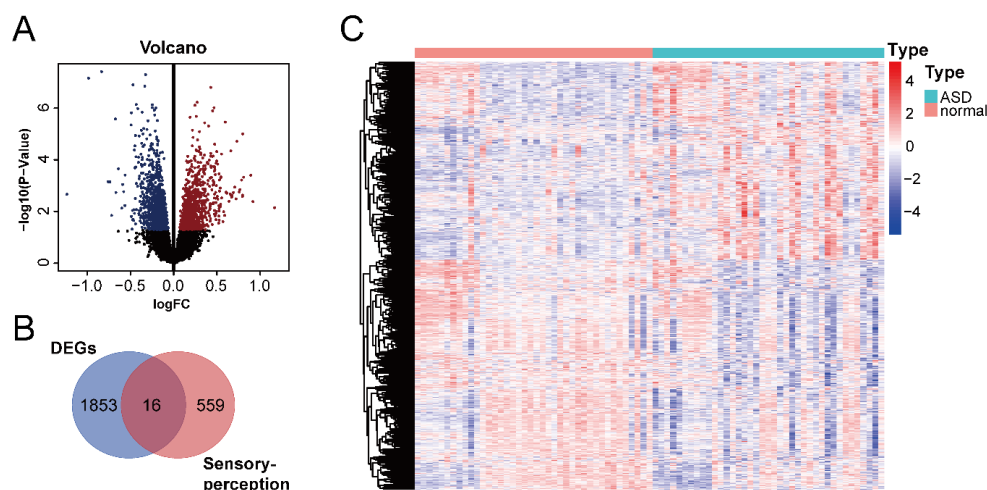 A
Volcano
−log10(P−Value)
6
4
2
0
−1.0 −0.5 0.0 0.5 1.0
logFC
B
DEGs
1853 16 559
Sensory-
perception
C
Type
4
2
0
−2
−4
Type
ASD
normal